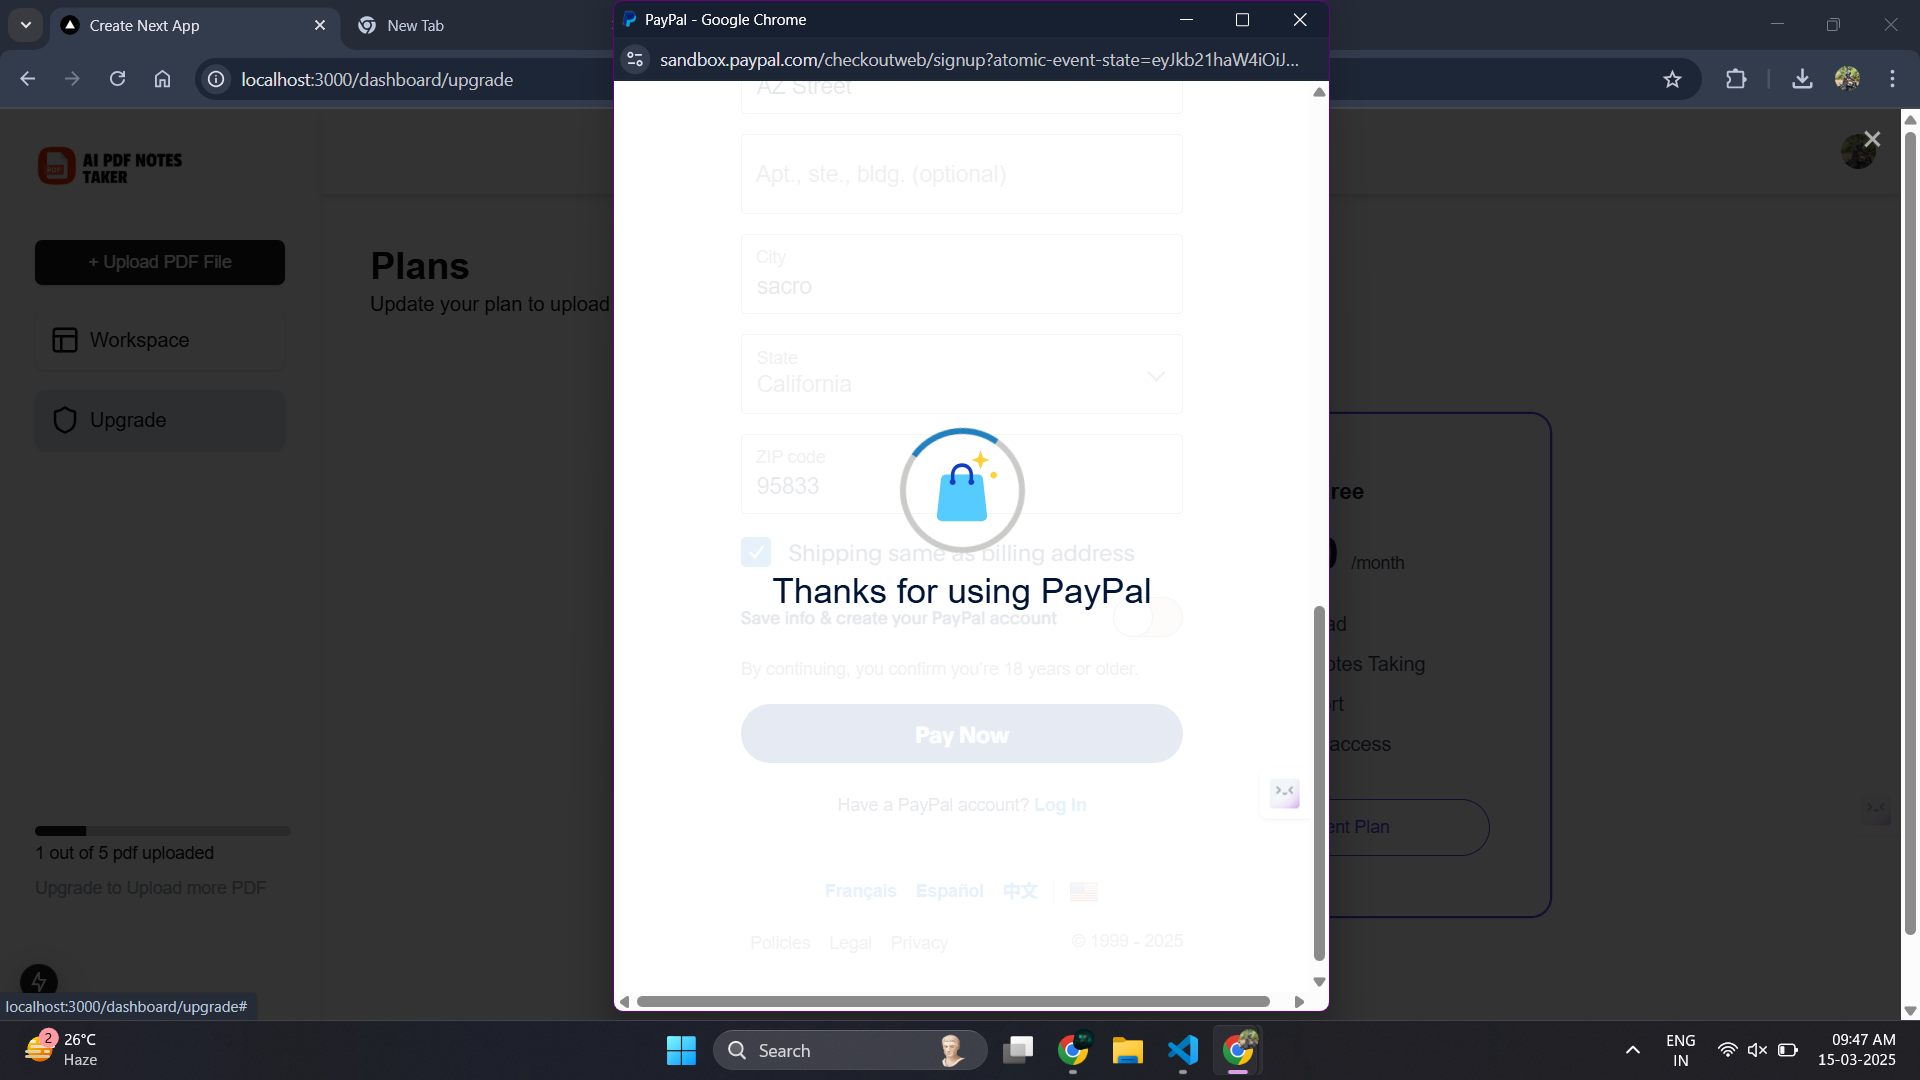 Create Next App
New Tab
localhost:3000/dashboard/upgrade
PayPal - Google Chrome
sandbox.paypal.com/checkoutweb/signup?atomic-event-state=eyJkb21haW4iOiJ...
AI PDF NOTES
TAKER
+ Upload PDF File
Workspace
Upgrade
1 out of 5 pdf uploaded
Upgrade to Upload more PDF
localhost:3000/dashboard/upgrade#
Plans
Update your plan to upload
AZ Street
Apt., ste., bldg. (optional)
City
sacro
State
California
ZIP code
95833
Shipping same as billing address
Thanks for using PayPal
Save info & create your PayPal account
By continuing, you confirm you're 18 years or older.
Pay Now
Have a PayPal account? Log In
Français Español 中文
Policies Legal Privacy © 1999 - 2025
ree
/month
ad
otes Taking
rt
access
ent Plan
2
26°C
Haze
Search
ENG
IN
09:47 AM
15-03-2025